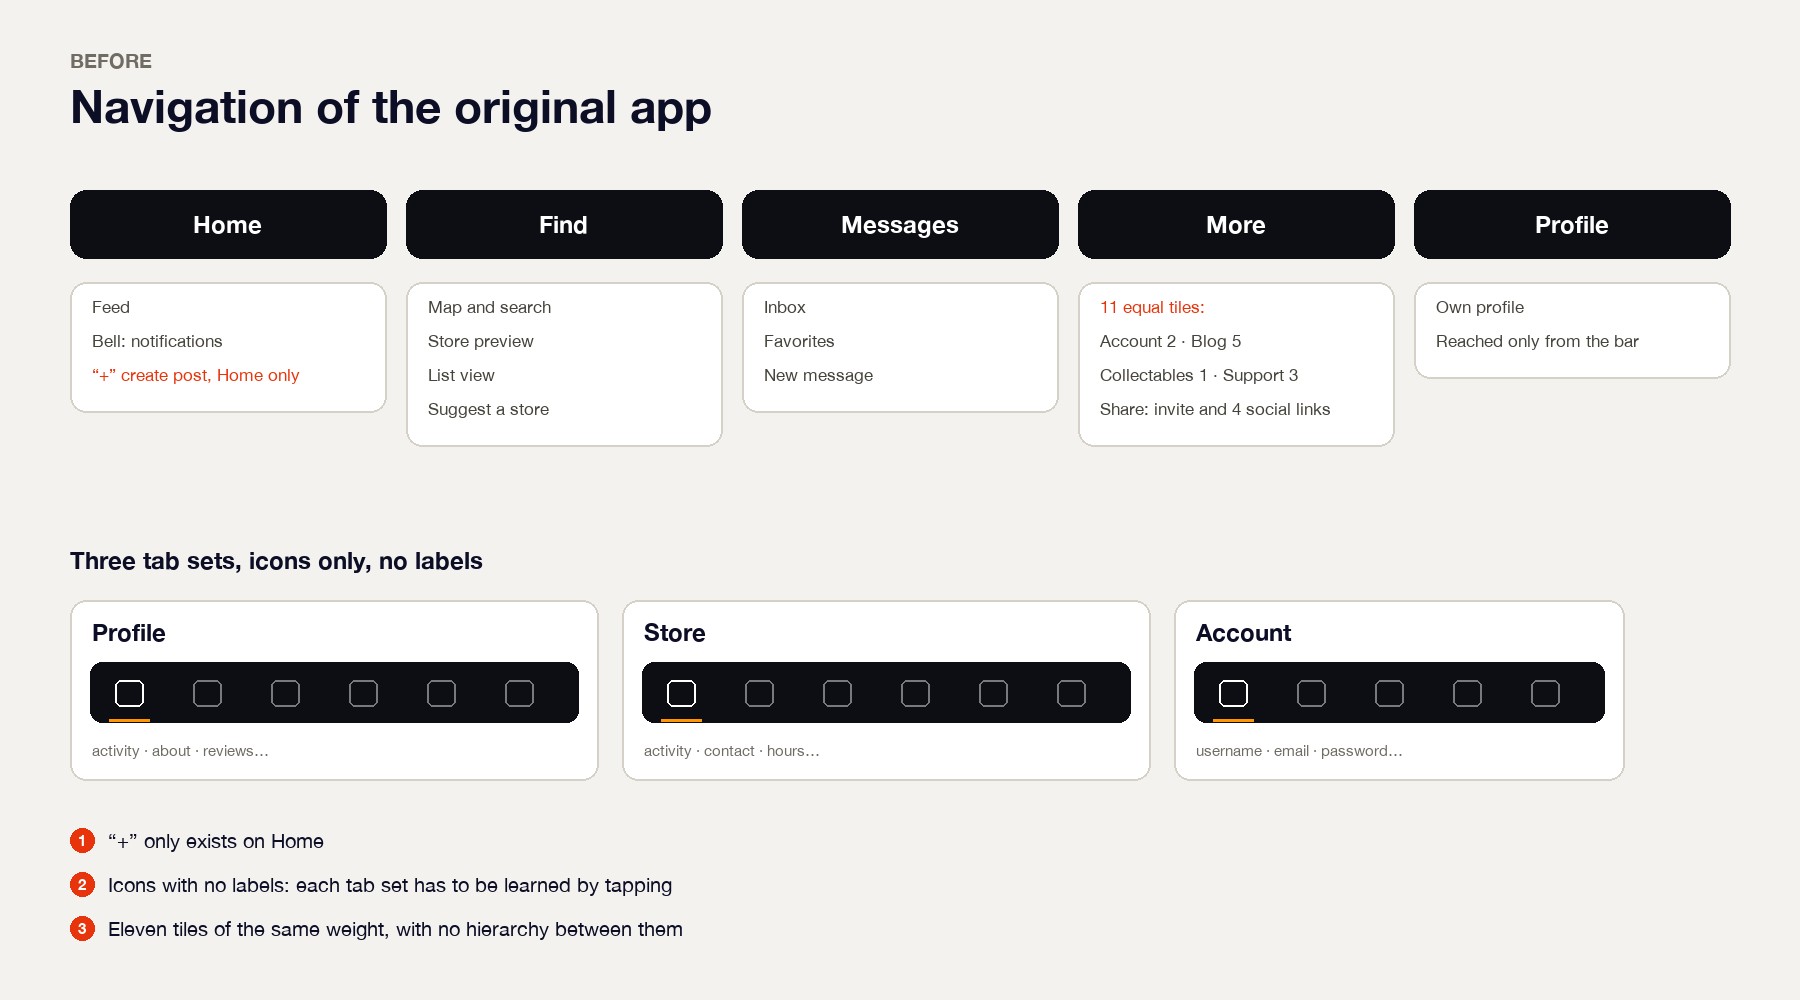 BEFORE
Navigation of the original app
Home
Find
Messages
More
Profile
Feed
Bell: notifications
“+” create post, Home only
Map and search
Store preview
List view
Suggest a store
Inbox
Favorites
New message
11 equal tiles:
Account 2 · Blog 5
Collectables 1 · Support 3
Share: invite and 4 social links
Own profile
Reached only from the bar
Three tab sets, icons only, no labels
Profile
activity · about · reviews…
Store
activity · contact · hours…
Account
username · email · password…
1 “+” only exists on Home
2 Icons with no labels: each tab set has to be learned by tapping
3 Eleven tiles of the same weight, with no hierarchy between them